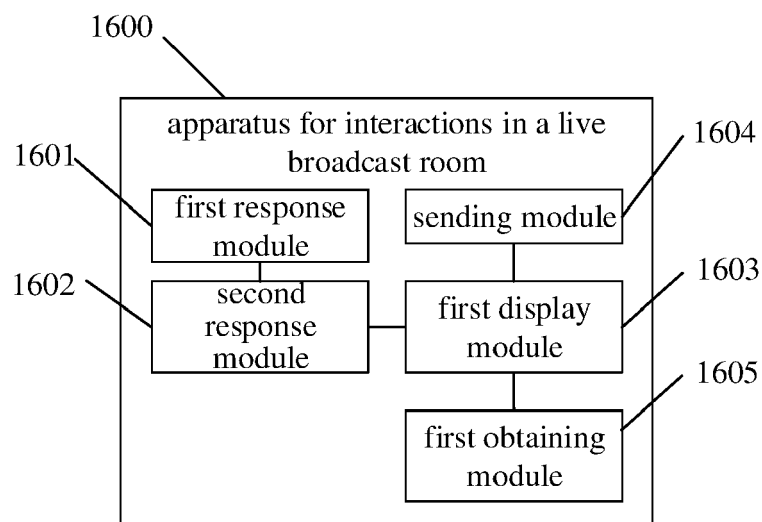 1600
apparatus for interactions in a live
broadcast room
1601
first response
module
1604
sending module
1602
second
response
module
1603
first display
module
1605
first obtaining
module